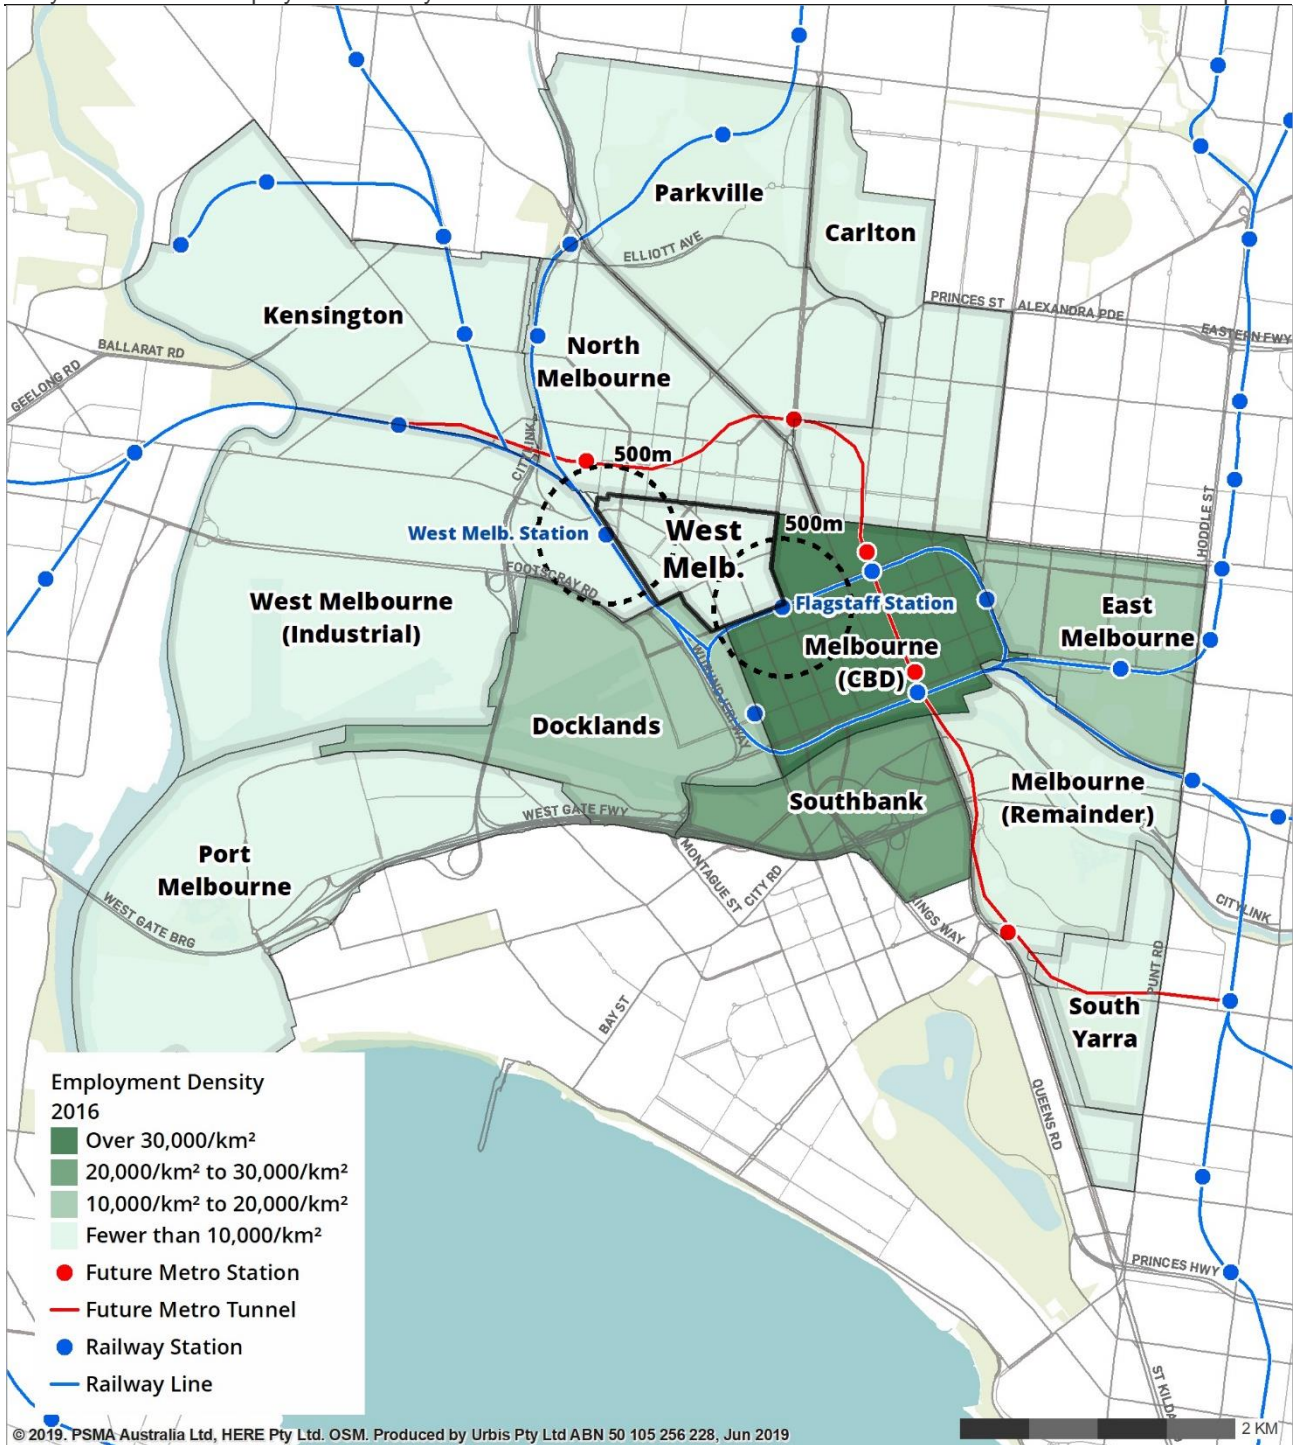 Parkville
Carlton
ELLIOTT AVE
PRINCES ST
ALEXANDRA PDE
EASTERN FWY
Kensington
BALLARAT RD
GEELONG RD
North
Melbourne
CITYLINK
500m
HODDLE ST
West Melb. Station
West
Melb.
500m
FOOTSCRAY RD
West Melbourne
(Industrial)
Flagstaff Station
East
Melbourne
Melbourne
(CBD)
WURUNDJERI WAY
Docklands
Southbank
Melbourne
(Remainder)
WEST GATE FWY
Port
Melbourne
MONTAGUE ST
CITY RD
KINGS WAY
CITYLINK
WEST GATE BRG
PUNT RD
BAY ST
South
Yarra
QUEENS RD
PRINCES HWY
Employment Density
2016
Over 30,000/km²
20,000/km² to 30,000/km²
10,000/km² to 20,000/km²
Fewer than 10,000/km²
Future Metro Station
Future Metro Tunnel
Railway Station
Railway Line
ST KILDA
© 2019. PSMA Australia Ltd, HERE Pty Ltd. OSM. Produced by Urbis Pty Ltd ABN 50 105 256 228, Jun 2019
2 KM